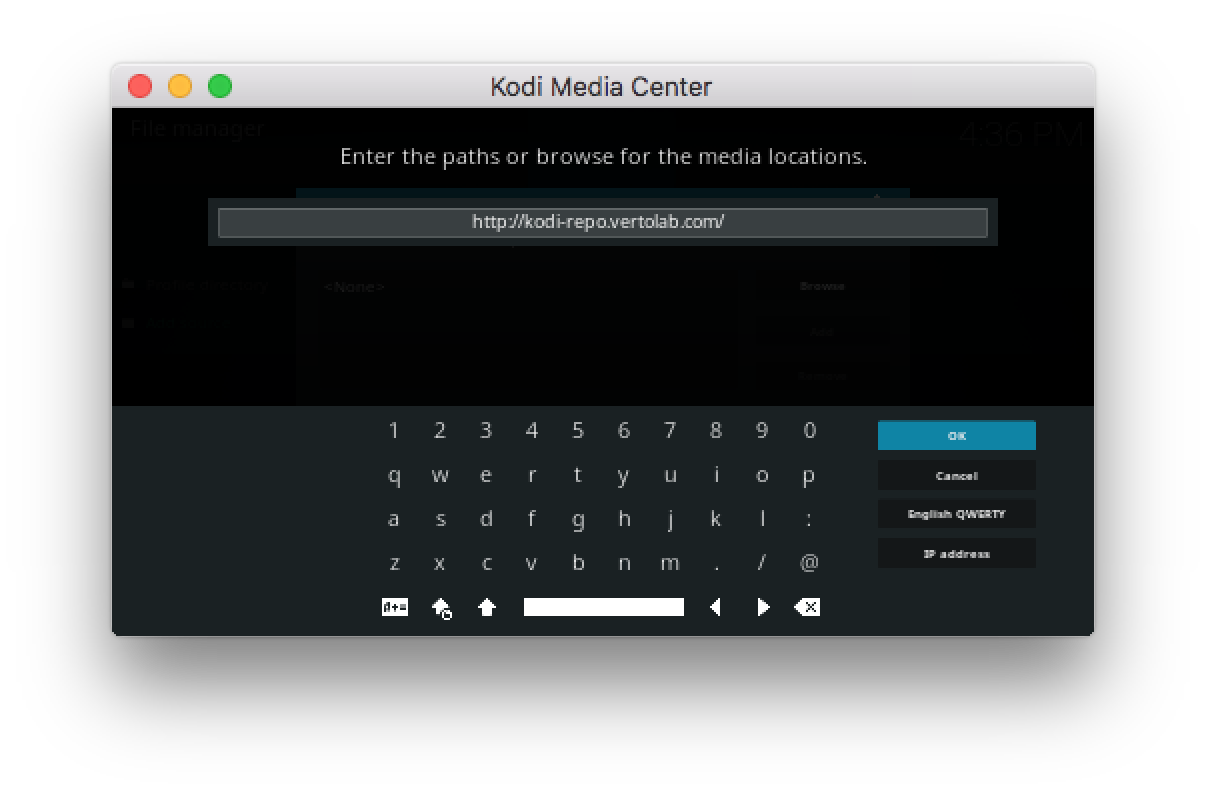 Kodi Media Center
File manager
4:36 PM
Enter the paths or browse for the media locations.
http://kodi-repo.vertolab.com/
<None>
Browse
Add
Remove
1 2 3 4 5 6 7 8 9 0
OK
q w e r t y u i o p
Cancel
a s d f g h j k l :
English QWERTY
z x c v b n m . / @
IP address